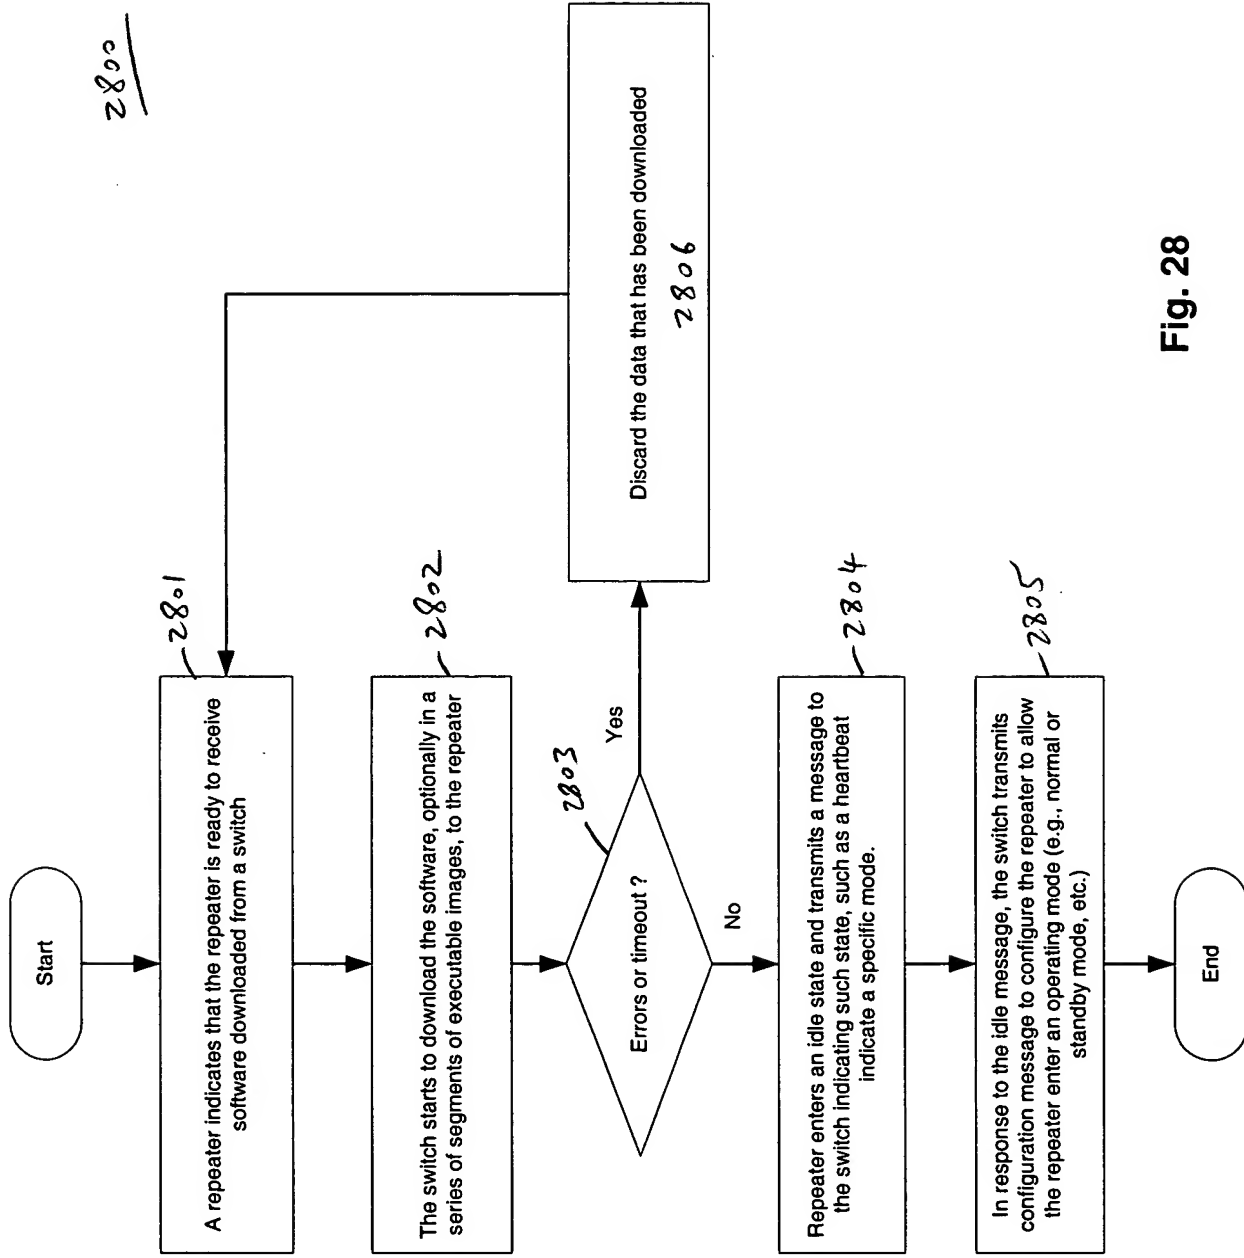 2800
Start
2801
A repeater indicates that the repeater is ready to receive
software downloaded from a switch
2802
The switch starts to download the software, optionally in a
series of segments of executable images, to the repeater
2803
Errors or timeout ?
Yes
No
Discard the data that has been downloaded
2806
2804
Repeater enters an idle state and transmits a message to
the switch indicating such state, such as a heartbeat
indicate a specific mode.
2805
In response to the idle message, the switch transmits
configuration message to configure the repeater to allow
the repeater enter an operating mode (e.g., normal or
standby mode, etc.)
End
Fig. 28